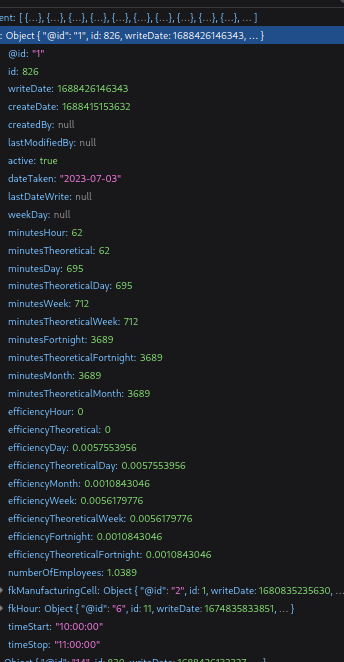 ent: [ {…}, {…}, {…}, {…}, {…}, {…}, {…}, {…}, {…}, {…}, … ]
: Object { "@id": "1", id: 826, writeDate: 1688426146343, … }
@id: "1"
id: 826
writeDate: 1688426146343
createDate: 1688415153632
createdBy: null
lastModifiedBy: null
active: true
dateTaken: "2023-07-03"
lastDateWrite: null
weekDay: null
minutesHour: 62
minutesTheoretical: 62
minutesDay: 695
minutesTheoreticalDay: 695
minutesWeek: 712
minutesTheoreticalWeek: 712
minutesFortnight: 3689
minutesTheoreticalFortnight: 3689
minutesMonth: 3689
minutesTheoreticalMonth: 3689
efficiencyHour: 0
efficiencyTheoretical: 0
efficiencyDay: 0.0057553956
efficiencyTheoreticalDay: 0.0057553956
efficiencyMonth: 0.0010843046
efficiencyTheoreticalMonth: 0.0010843046
efficiencyWeek: 0.0056179776
efficiencyTheoreticalWeek: 0.0056179776
efficiencyFortnight: 0.0010843046
efficiencyTheoreticalFortnight: 0.0010843046
numberOfEmployees: 1.0389
fkManufacturingCell: Object { "@id": "2", id: 1, writeDate: 1680835235630, … }
fkHour: Object { "@id": "6", id: 11, writeDate: 1674835833851, … }
timeStart: "10:00:00"
timeStop: "11:00:00"